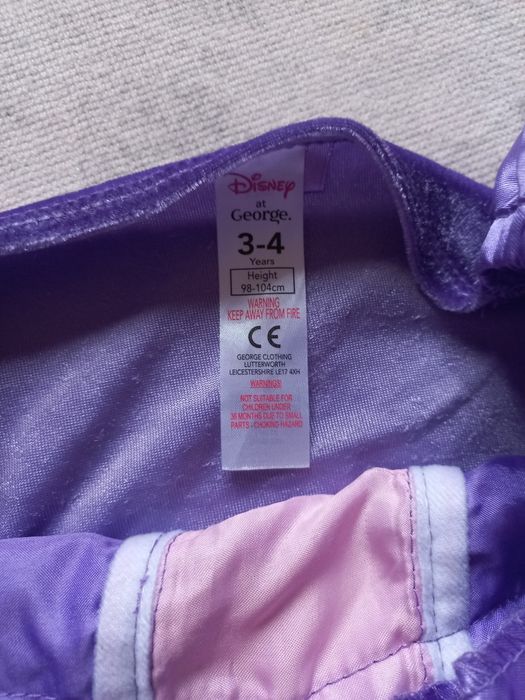 Disney
at
George.
3-4
Years
Height
98-104cm
WARNING
KEEP AWAY FROM FIRE
CE
GEORGE CLOTHING
LUTTERWORTH
LEICESTERSHIRE LE17 4XH
WARNINGS!
NOT SUITABLE FOR
CHILDREN UNDER
36 MONTHS DUE TO SMALL
PARTS - CHOKING HAZARD